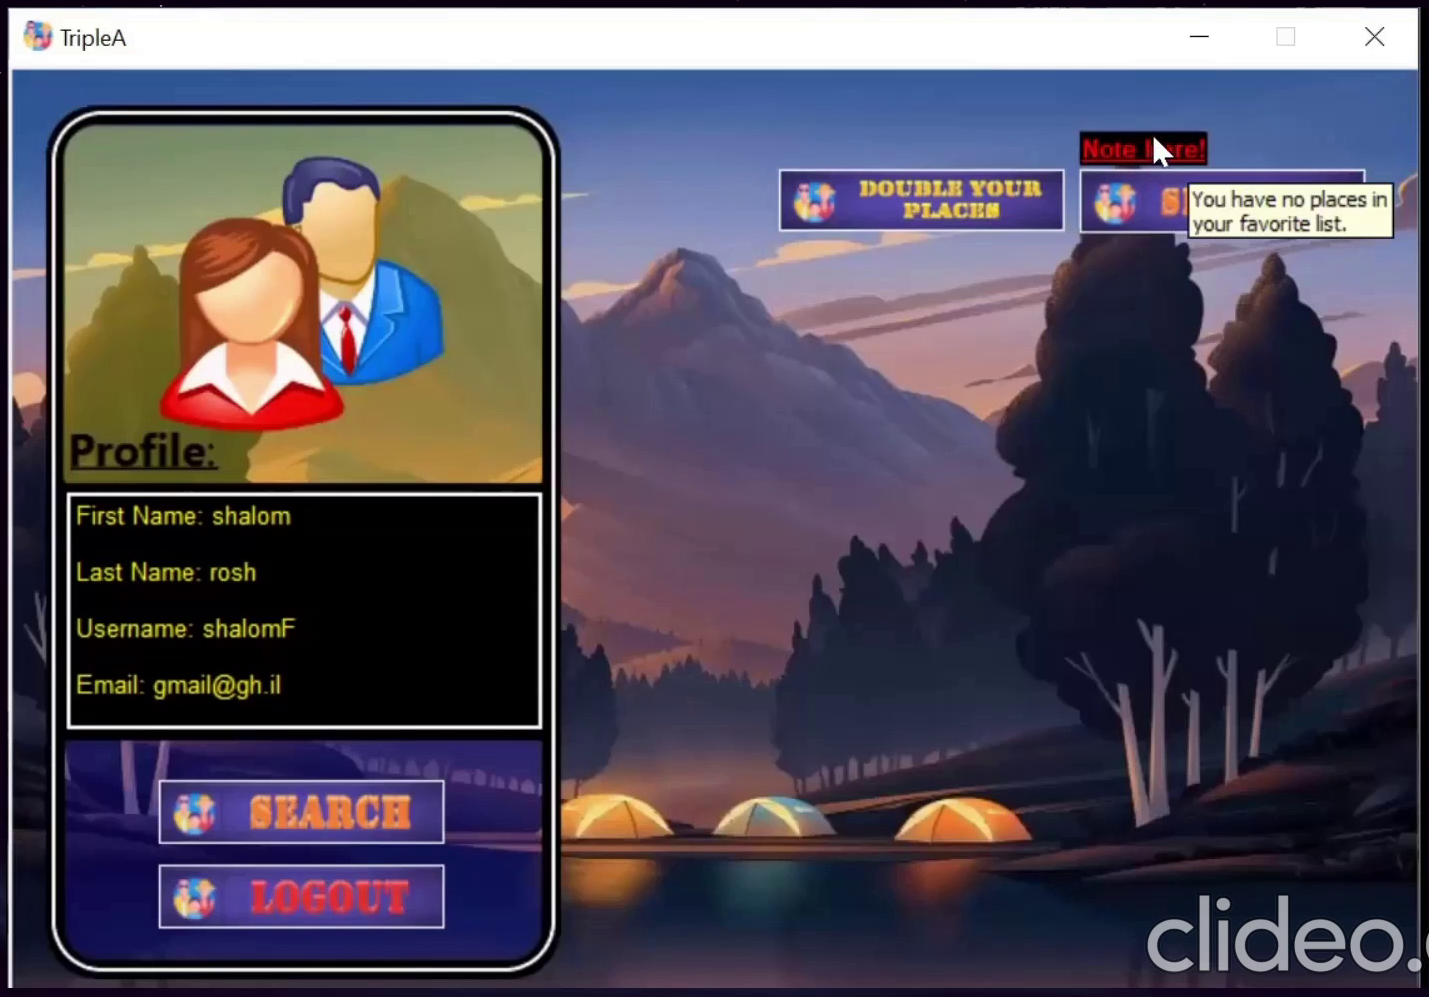 TripleA
Note
DOUBLE YOUR
PLACES
You have no places in
your favorite list.
Profile:
First Name: shalom
Last Name: rosh
Username: shalomF
Email: gmail@gh.il
SEARCH
LOGOUT
clideo.